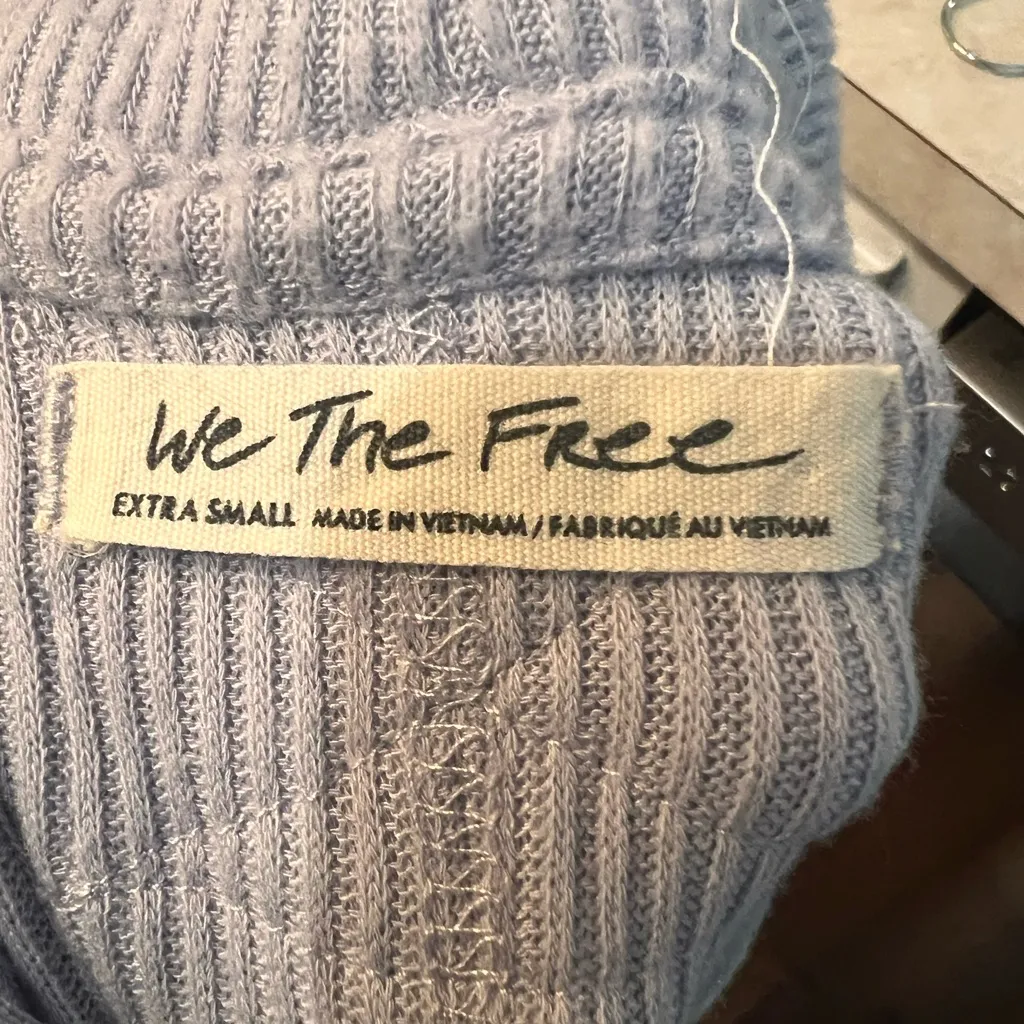 We The Free
EXTRA SMALL MADE IN VIETNAM / FABRIQUÉ AU VIETNAM